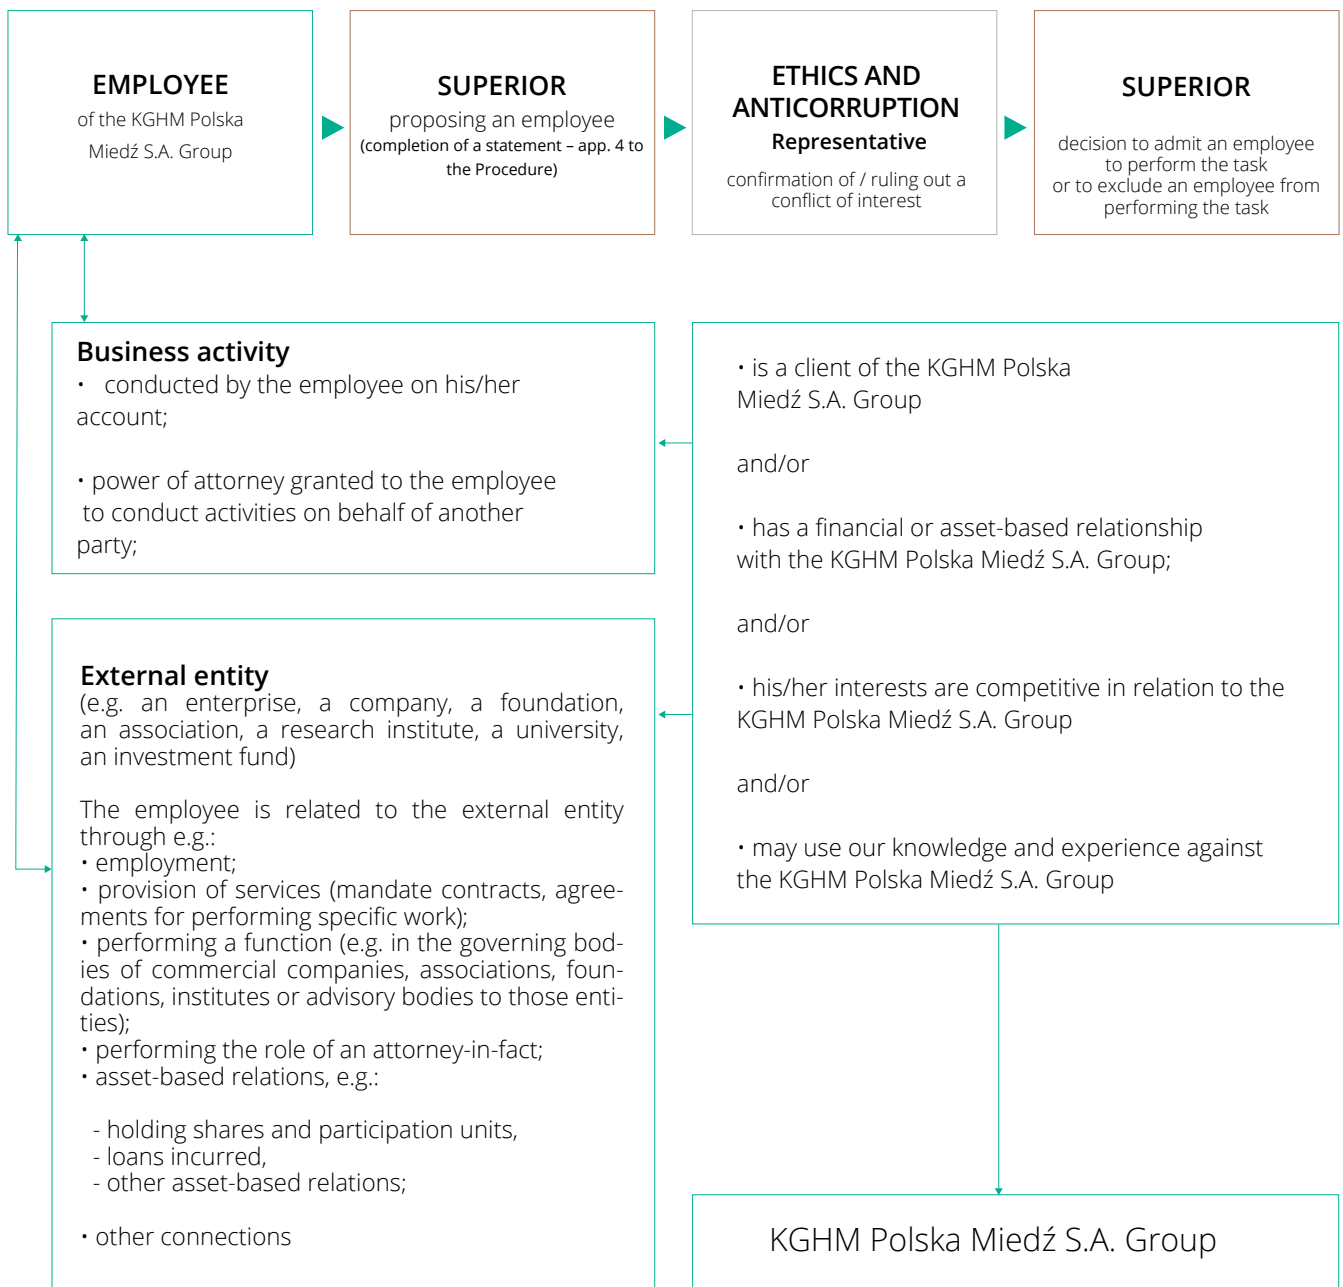 EMPLOYEE
of the KGHM Polska
Miedź S.A. Group
SUPERIOR
proposing an employee
(completion of a statement – app. 4 to
the Procedure)
ETHICS AND
ANTICORRUPTION
Representative
confirmation of / ruling out a
conflict of interest
SUPERIOR
decision to admit an employee
to perform the task
or to exclude an employee from
performing the task
Business activity
• conducted by the employee on his/her
account;
• power of attorney granted to the employee
to conduct activities on behalf of another
party;
External entity
(e.g. an enterprise, a company, a foundation,
an association, a research institute, a university,
an investment fund)
The employee is related to the external entity
through e.g.:
• employment;
• provision of services (mandate contracts, agree-
ments for performing specific work);
• performing a function (e.g. in the governing bod-
ies of commercial companies, associations, foun-
dations, institutes or advisory bodies to those enti-
ties);
• performing the role of an attorney-in-fact;
• asset-based relations, e.g.:
- holding shares and participation units,
- loans incurred,
- other asset-based relations;
• other connections
• is a client of the KGHM Polska
Miedź S.A. Group
and/or
• has a financial or asset-based relationship
with the KGHM Polska Miedź S.A. Group;
and/or
• his/her interests are competitive in relation to the
KGHM Polska Miedź S.A. Group
and/or
• may use our knowledge and experience against
the KGHM Polska Miedź S.A. Group
KGHM Polska Miedź S.A. Group